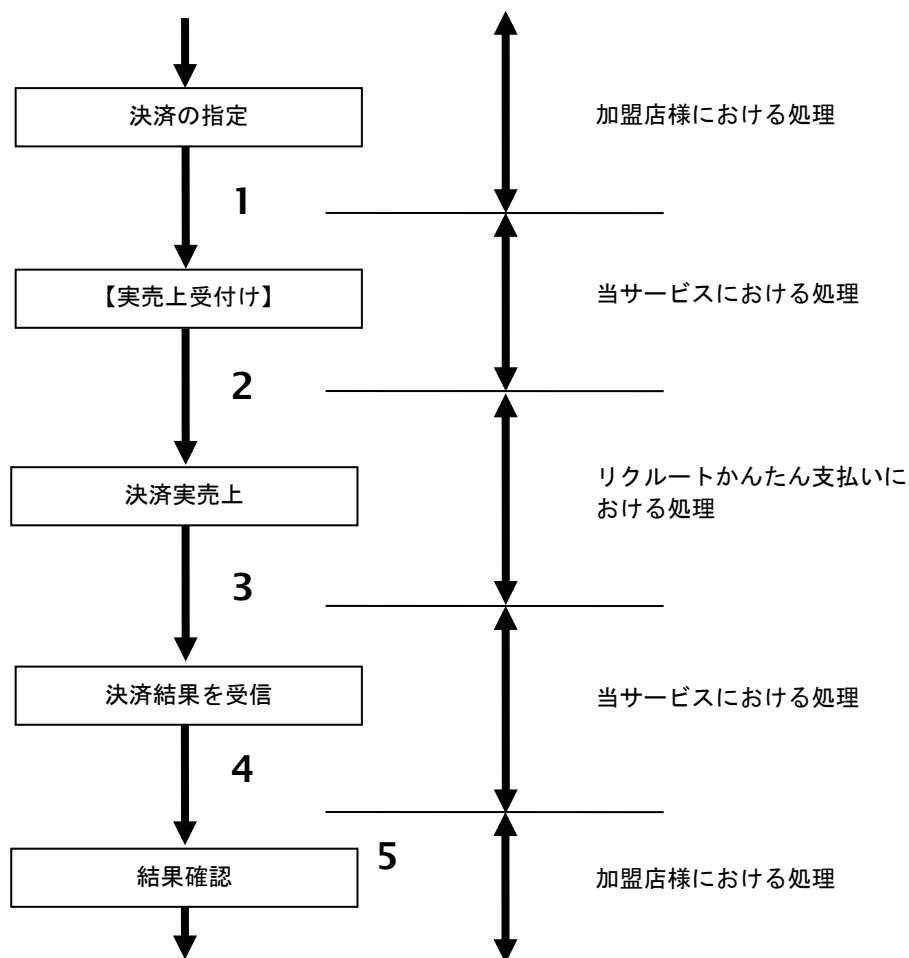 決済の指定
加盟店様における処理
1
【実売上受付け】
当サービスにおける処理
2
決済実売上
リクルートかんたん支払いに
おける処理
3
決済結果を受信
当サービスにおける処理
4
結果確認
5
加盟店様における処理